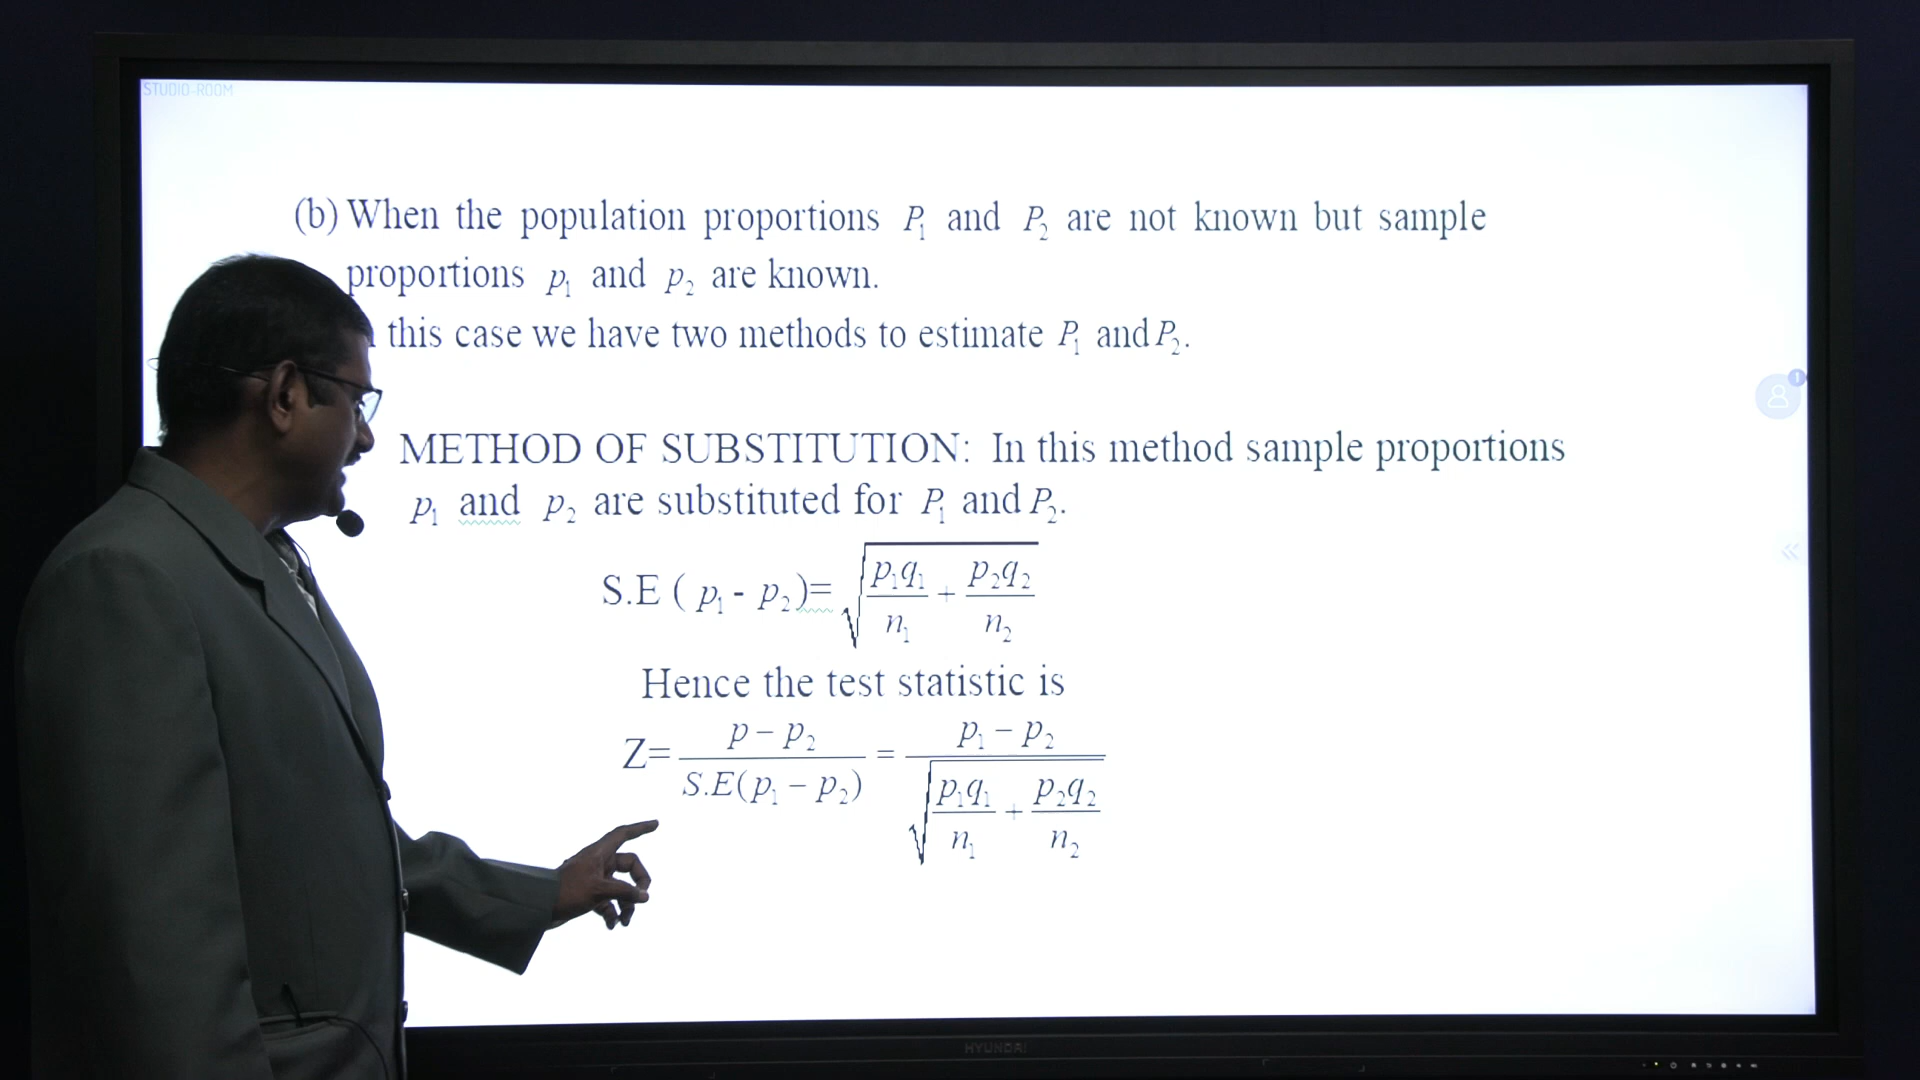 STUDIO-ROOM
(b) When the population proportions P₁ and P₂ are not known but sample
proportions p₁ and p₂ are known.
this case we have two methods to estimate P₁ and P₂.
METHOD OF SUBSTITUTION: In this method sample proportions
p₁ and p₂ are substituted for P₁ and P₂.
S.E ( p₁ - p₂)= √(p₁q₁/n₁ + p₂q₂/n₂)
Hence the test statistic is
Z= (p − p₂)/(S.E(p₁ − p₂)) = (p₁ − p₂)/√(p₁q₁/n₁ + p₂q₂/n₂)
1
HYUNDAI